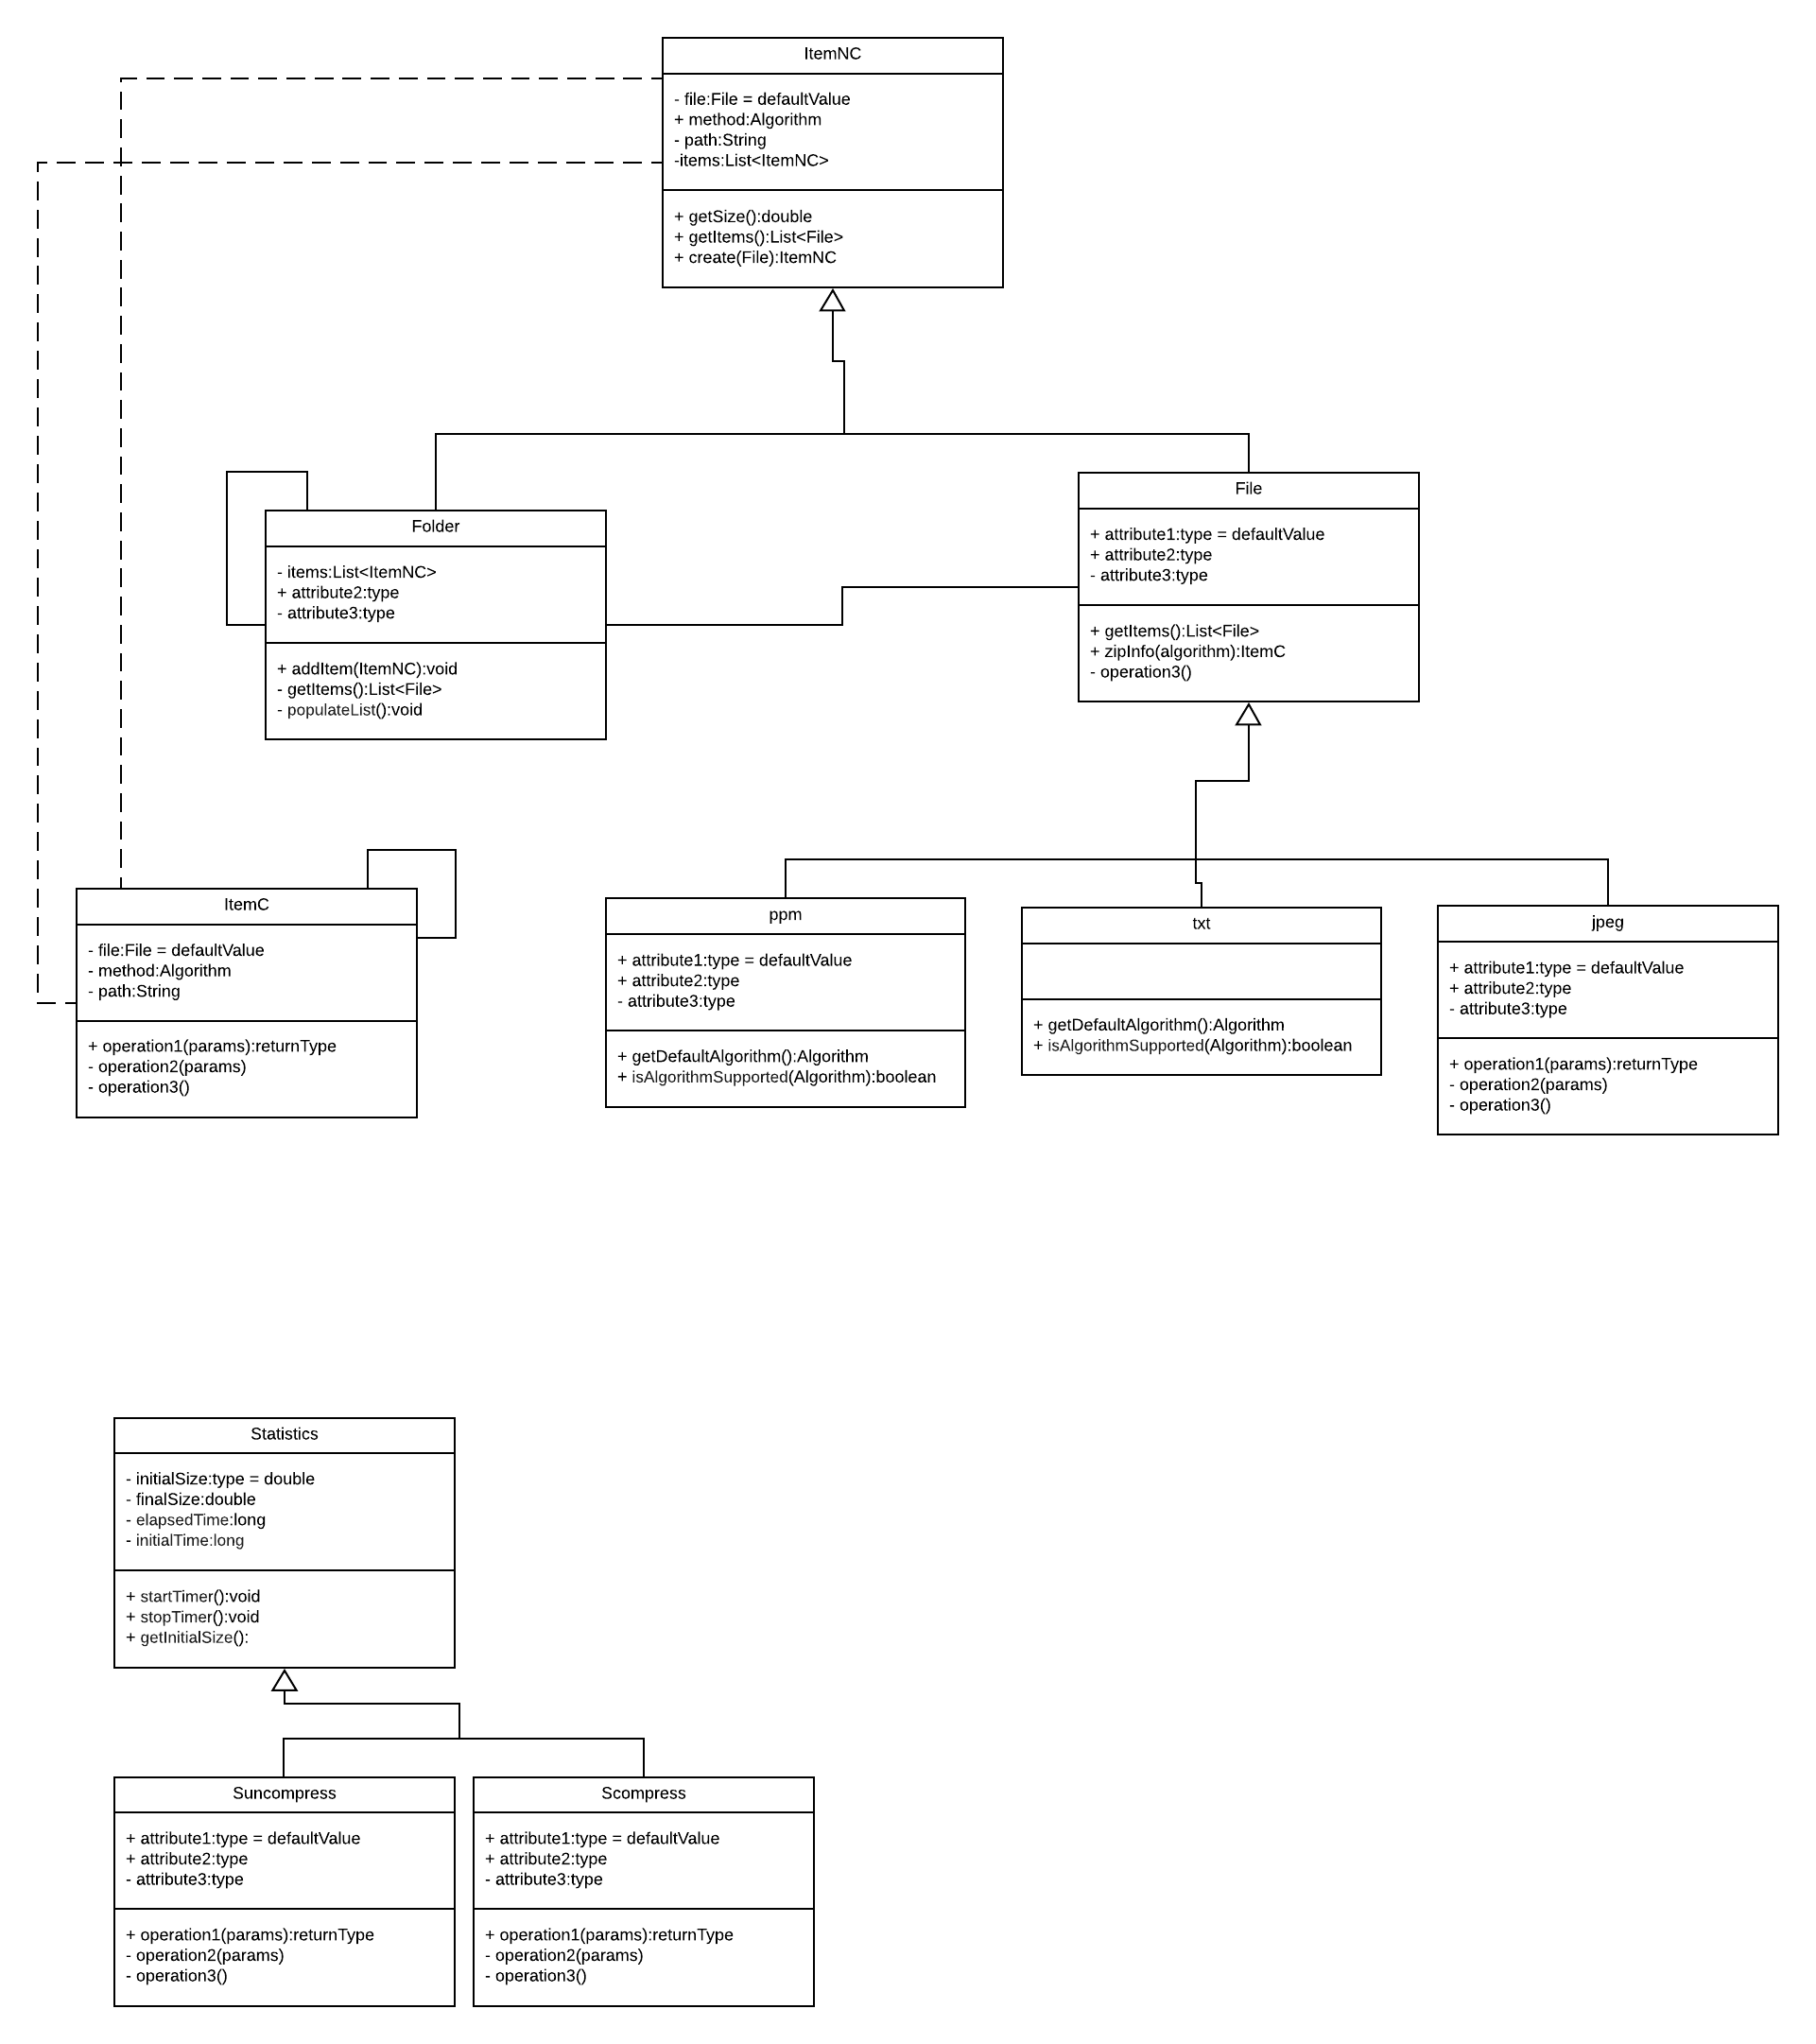 ItemNC
- file:File = defaultValue
+ method:Algorithm
- path:String
-items:List<ItemNC>
+ getSize():double
+ getItems():List<File>
+ create(File):ItemNC
Folder
- items:List<ItemNC>
+ attribute2:type
- attribute3:type
+ addItem(ItemNC):void
- getItems():List<File>
- populateList():void
File
+ attribute1:type = defaultValue
+ attribute2:type
- attribute3:type
+ getItems():List<File>
+ zipInfo(algorithm):ItemC
- operation3()
ItemC
- file:File = defaultValue
- method:Algorithm
- path:String
+ operation1(params):returnType
- operation2(params)
- operation3()
ppm
+ attribute1:type = defaultValue
+ attribute2:type
- attribute3:type
+ getDefaultAlgorithm():Algorithm
+ isAlgorithmSupported(Algorithm):boolean
txt
+ getDefaultAlgorithm():Algorithm
+ isAlgorithmSupported(Algorithm):boolean
jpeg
+ attribute1:type = defaultValue
+ attribute2:type
- attribute3:type
+ operation1(params):returnType
- operation2(params)
- operation3()
Statistics
- initialSize:type = double
- finalSize:double
- elapsedTime:long
- initialTime:long
+ startTimer():void
+ stopTimer():void
+ getInitialSize():
Suncompress
+ attribute1:type = defaultValue
+ attribute2:type
- attribute3:type
+ operation1(params):returnType
- operation2(params)
- operation3()
Scompress
+ attribute1:type = defaultValue
+ attribute2:type
- attribute3:type
+ operation1(params):returnType
- operation2(params)
- operation3()